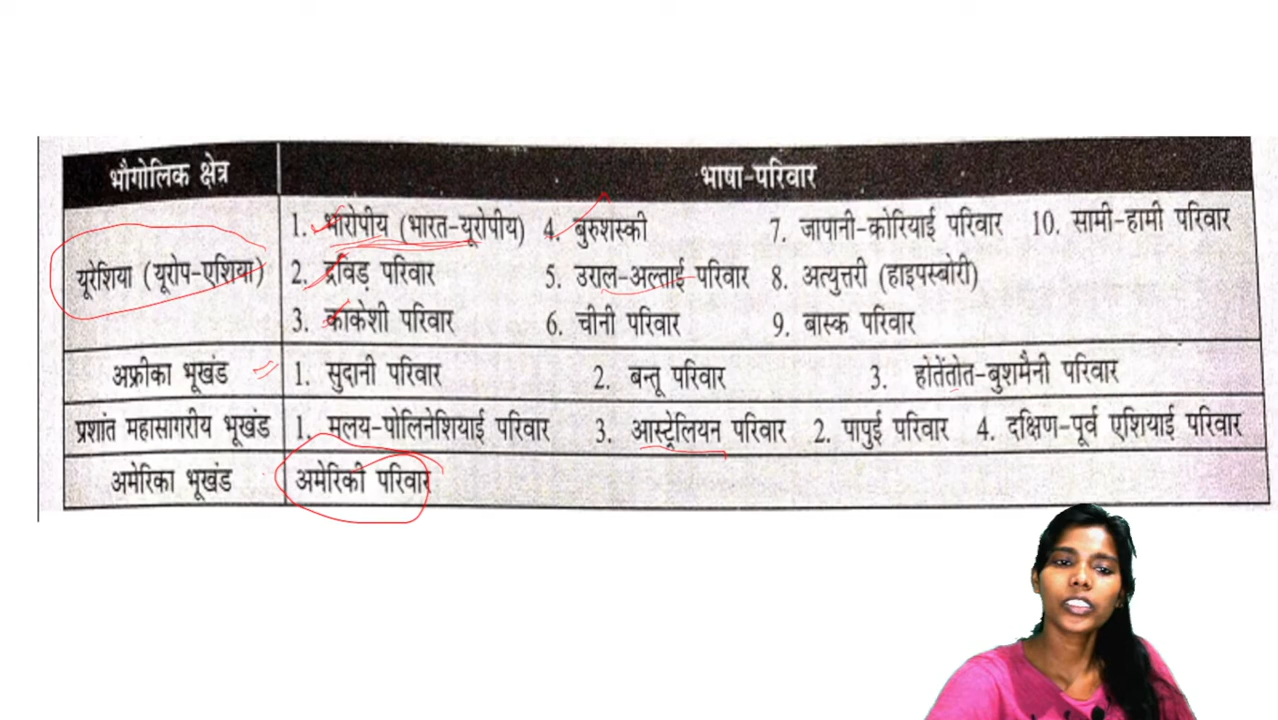 भौगोलिक क्षेत्र भाषा-परिवार
यूरेशिया (यूरोप-एशिया)
1. भारोपीय (भारत-यूरोपीय) 4. बुरुशस्की 7. जापानी-कोरियाई परिवार 10. सामी-हामी परिवार
2. द्रविड़ परिवार 5. उराल-अल्ताई परिवार 8. अत्युत्तरी (हाइपरबोरी)
3. काकेशी परिवार 6. चीनी परिवार 9. बास्क परिवार
अफ्रीका भूखंड 1. सुदानी परिवार 2. बन्तू परिवार 3. होतेंतोत-बुशमैनी परिवार
प्रशांत महासागरीय भूखंड 1. मलय-पोलिनेशियाई परिवार 3. आस्ट्रेलियन परिवार 2. पापुई परिवार 4. दक्षिण-पूर्व एशियाई परिवार
अमेरिका भूखंड अमेरिकी परिवार